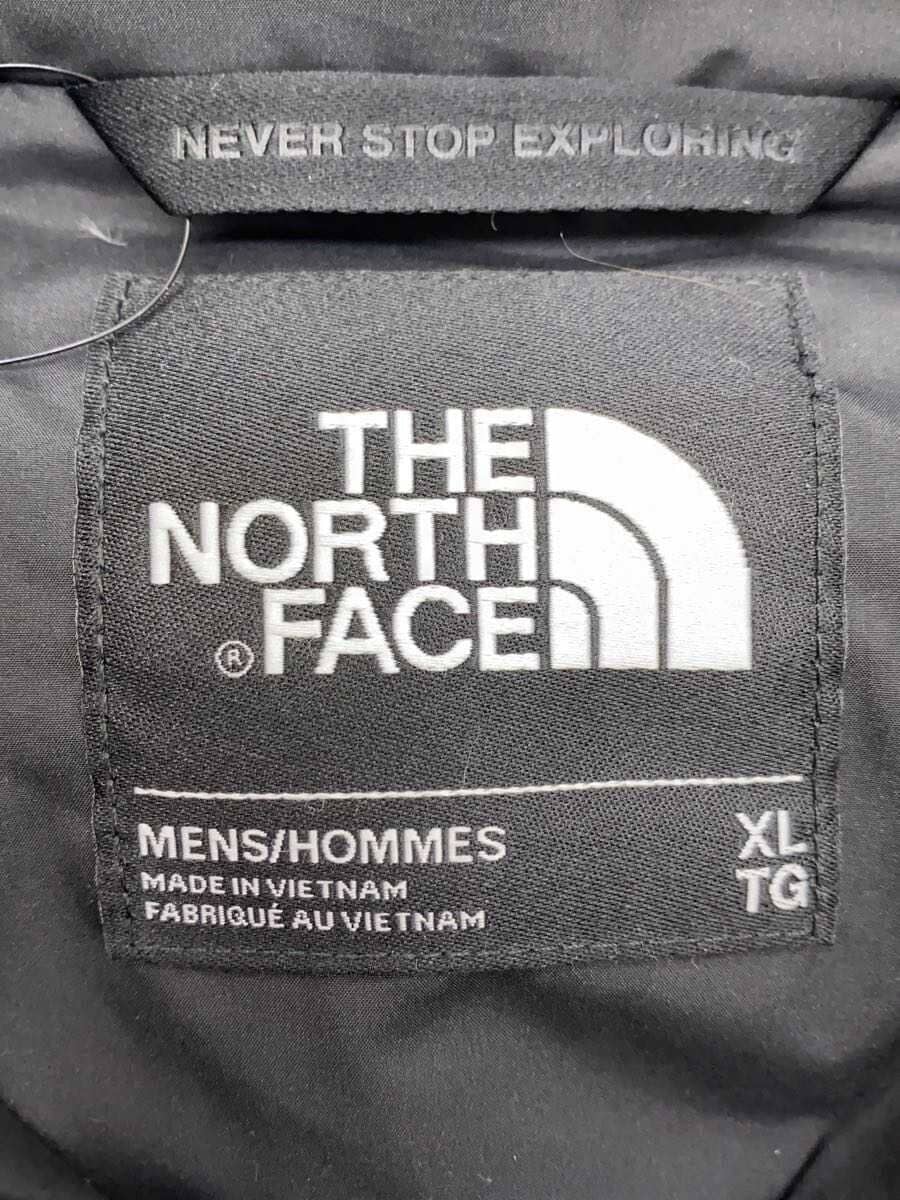 NEVER STOP EXPLORING
THE
NORTH
® FACE
MENS/HOMMES XL
MADE IN VIETNAM TG
FABRIQUÉ AU VIETNAM